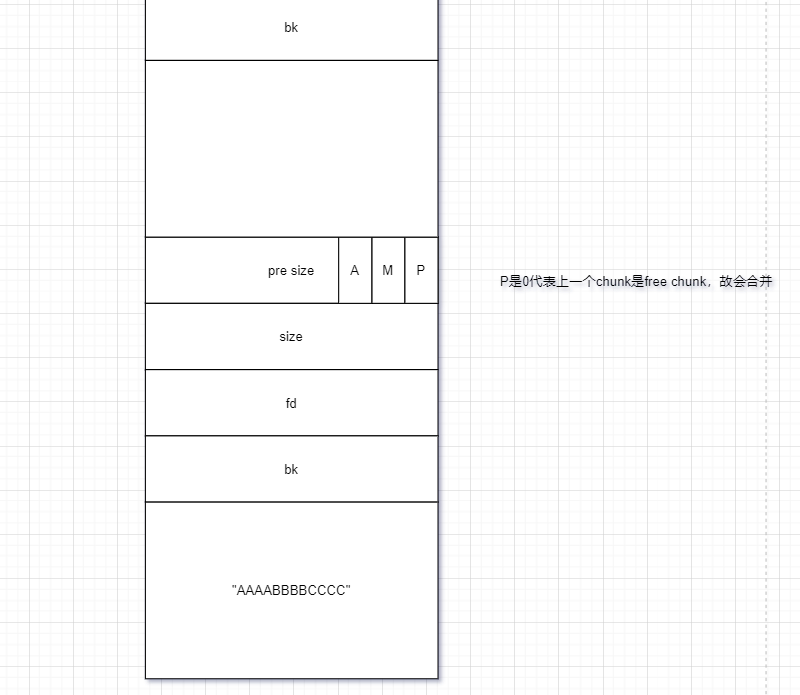 bk
pre size A M P
P是0代表上一个chunk是free chunk，故会合并
size
fd
bk
"AAAABBBBCCCC"